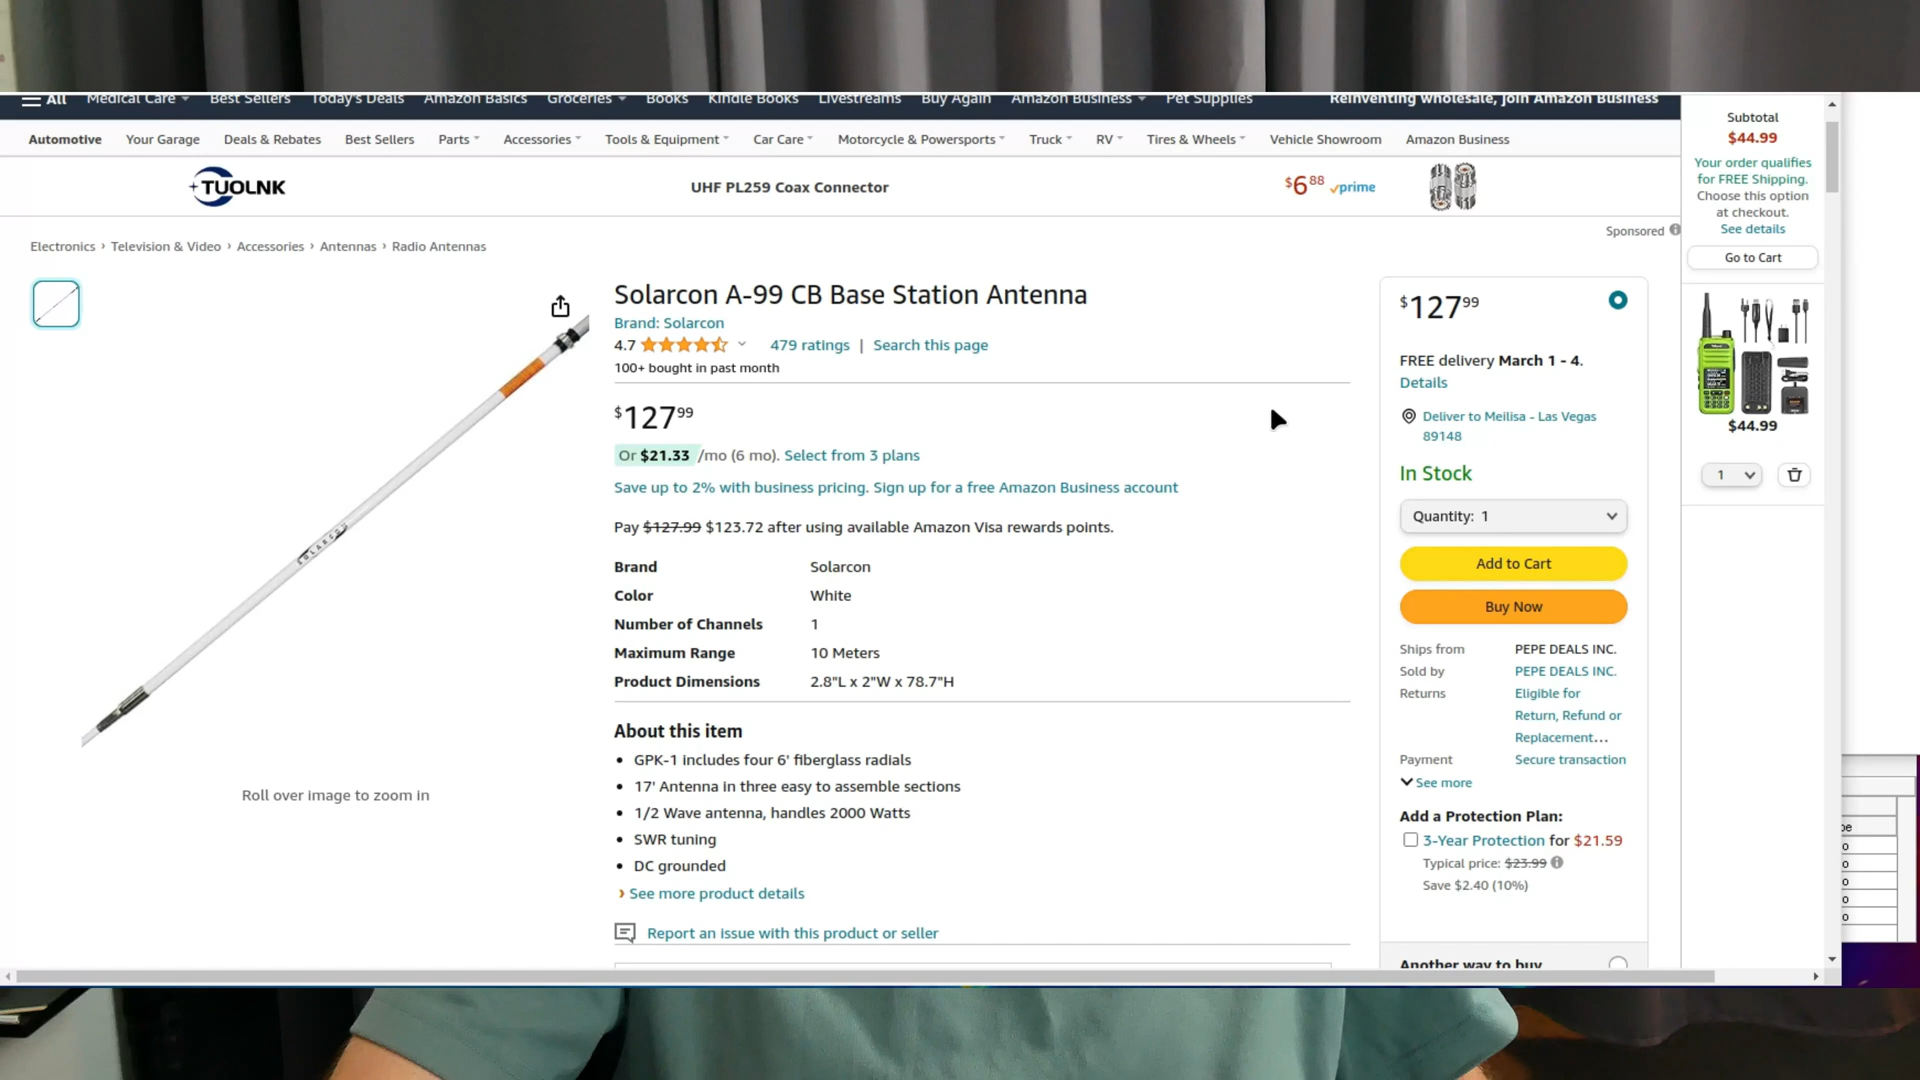 All Medical Care Best Sellers Today's Deals Amazon Basics Groceries Books Kindle Books Livestreams Buy Again Amazon Business Pet Supplies Reinventing wholesale, join Amazon Business
Automotive Your Garage Deals & Rebates Best Sellers Parts Accessories Tools & Equipment Car Care Motorcycle & Powersports Truck RV Tires & Wheels Vehicle Showroom Amazon Business
TUOLNK UHF PL259 Coax Connector $6.88 prime
Sponsored
Electronics › Television & Video › Accessories › Antennas › Radio Antennas
Solarcon A-99 CB Base Station Antenna
Brand: Solarcon
4.7 479 ratings | Search this page
100+ bought in past month
$127.99
Or $21.33 /mo (6 mo). Select from 3 plans
Save up to 2% with business pricing. Sign up for a free Amazon Business account
Pay $127.99 $123.72 after using available Amazon Visa rewards points.
Brand Solarcon
Color White
Number of Channels 1
Maximum Range 10 Meters
Product Dimensions 2.8"L x 2"W x 78.7"H
About this item
• GPK-1 includes four 6' fiberglass radials
• 17' Antenna in three easy to assemble sections
• 1/2 Wave antenna, handles 2000 Watts
• SWR tuning
• DC grounded
› See more product details
Report an issue with this product or seller
Roll over image to zoom in
$127.99
FREE delivery March 1 - 4.
Details
Deliver to Meilisa - Las Vegas
89148
In Stock
Quantity: 1
Add to Cart
Buy Now
Ships from PEPE DEALS INC.
Sold by PEPE DEALS INC.
Returns Eligible for
Return, Refund or
Replacement…
Payment Secure transaction
See more
Add a Protection Plan:
3-Year Protection for $21.59
Typical price: $23.99
Save $2.40 (10%)
Another way to buy
Subtotal
$44.99
Your order qualifies
for FREE Shipping.
Choose this option
at checkout.
See details
Go to Cart
$44.99
1